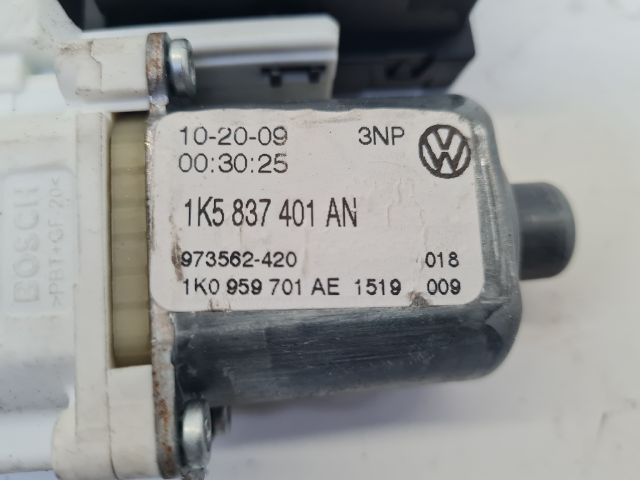 10-20-09 3NP
00:30:25
1K5 837 401 AN
973562-420 018
1K0 959 701 AE 1519 009
BOSCH
>PBT-GF20<